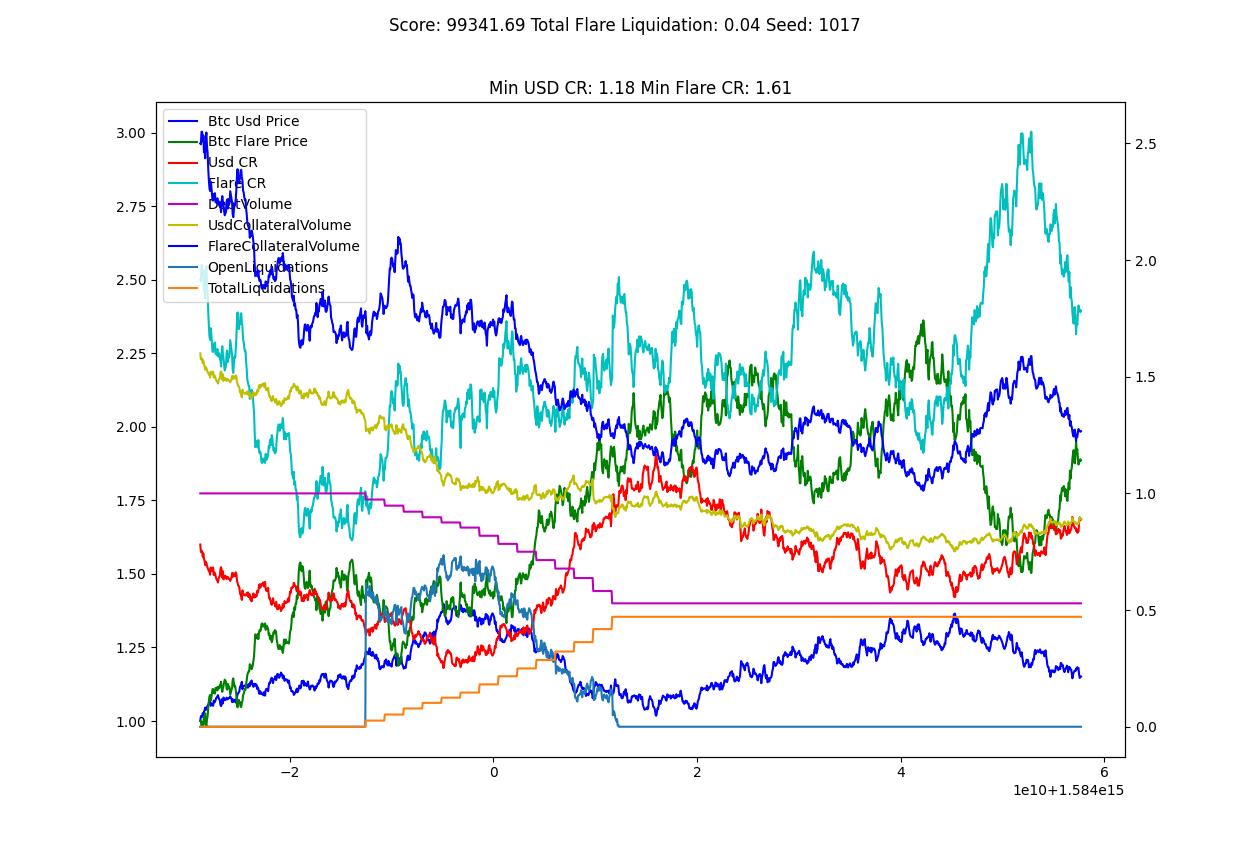 Score: 99341.69 Total Flare Liquidation: 0.04 Seed: 1017
Min USD CR: 1.18 Min Flare CR: 1.61
Btc Usd Price
Btc Flare Price
Usd CR
Flare CR
DebtVolume
UsdCollateralVolume
FlareCollateralVolume
OpenLiquidations
TotalLiquidations
3.00
2.75
2.50
2.25
2.00
1.75
1.50
1.25
1.00
2.5
2.0
1.5
1.0
0.5
0.0
−2
0
2
4
6
1e10+1.584e15